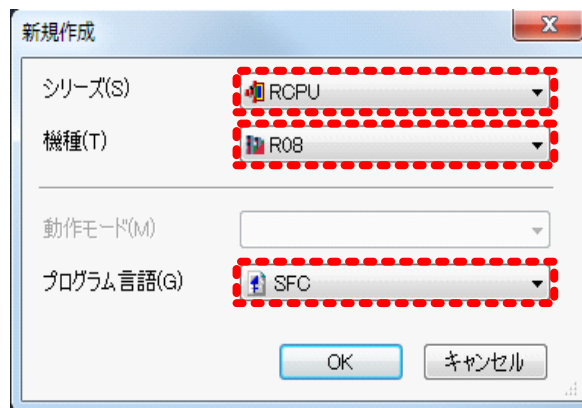 新規作成
シリーズ(S)
RCPU
機種(T)
R08
動作モード(M)
プログラム言語(G)
SFC
OK
キャンセル